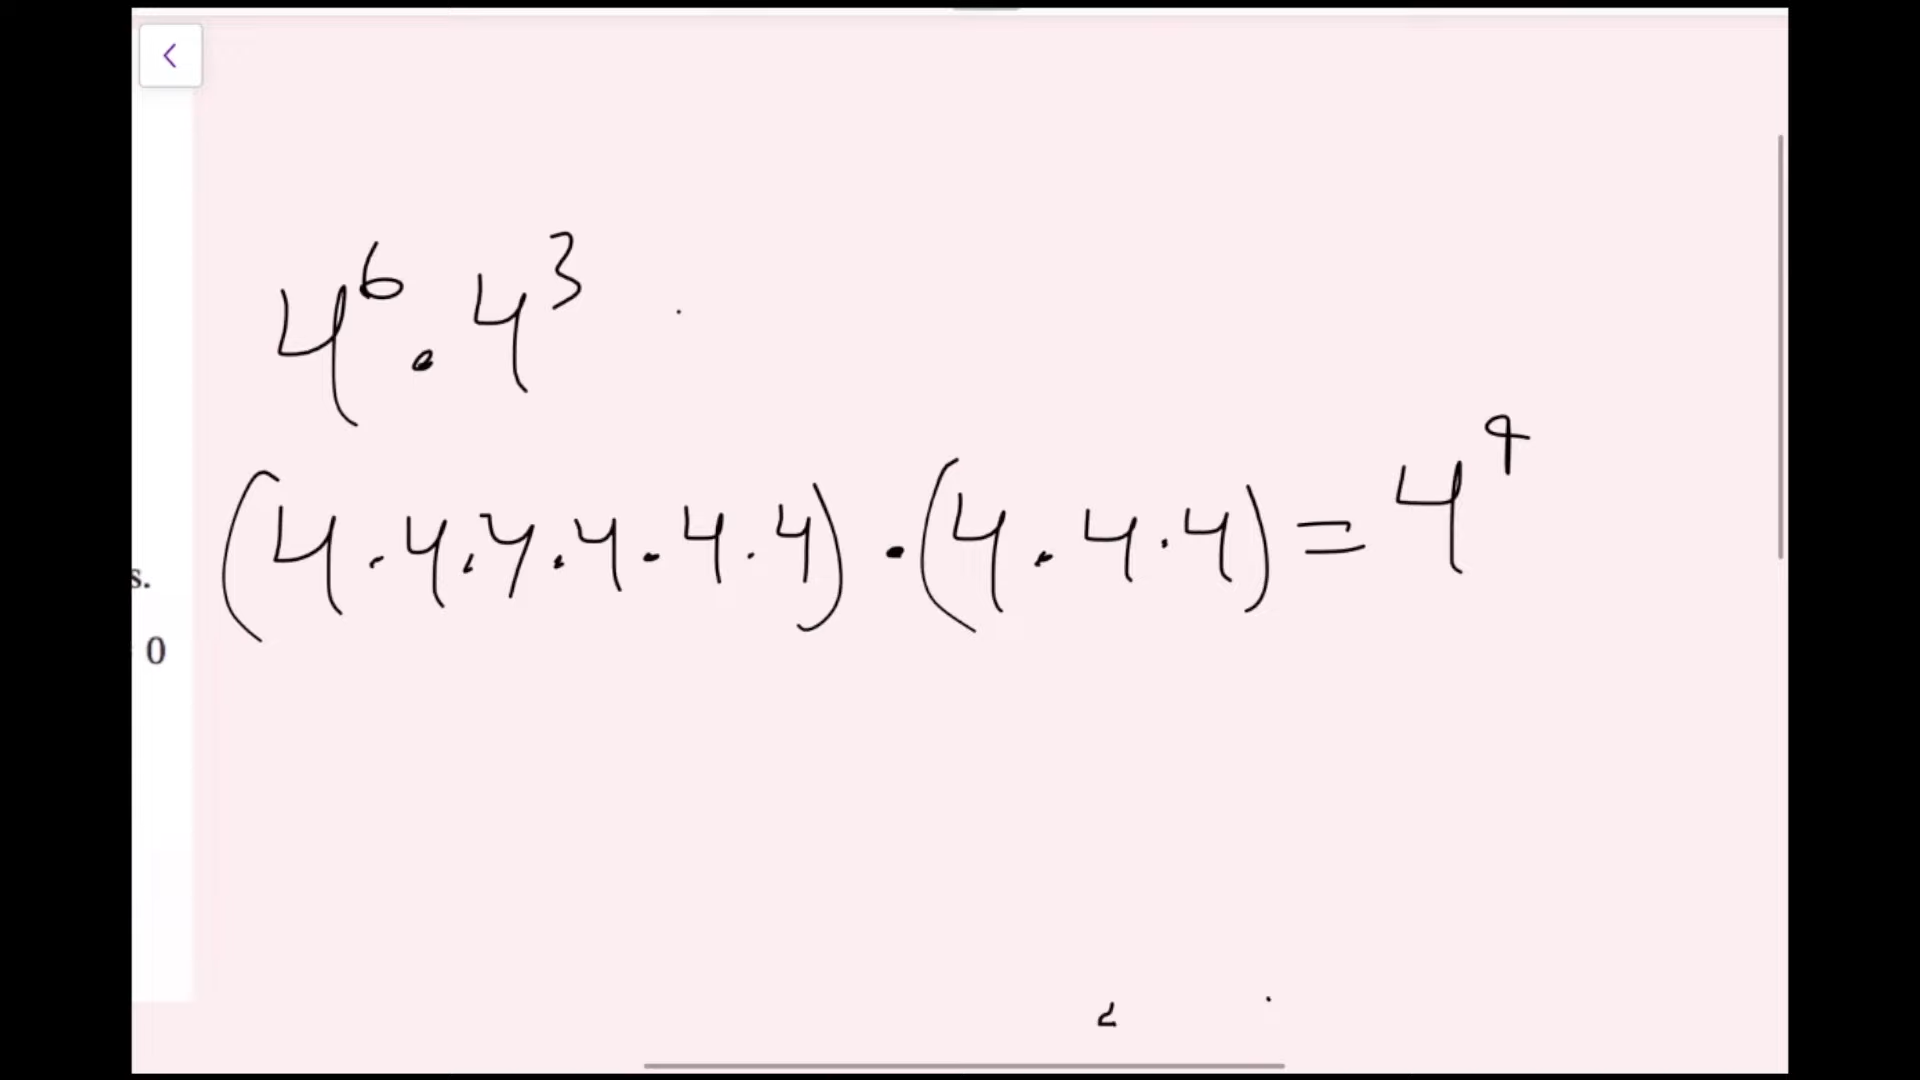 4⁶ · 4³
(4 · 4 · 4 · 4 · 4 · 4) · (4 · 4 · 4) = 4⁹
s.
0